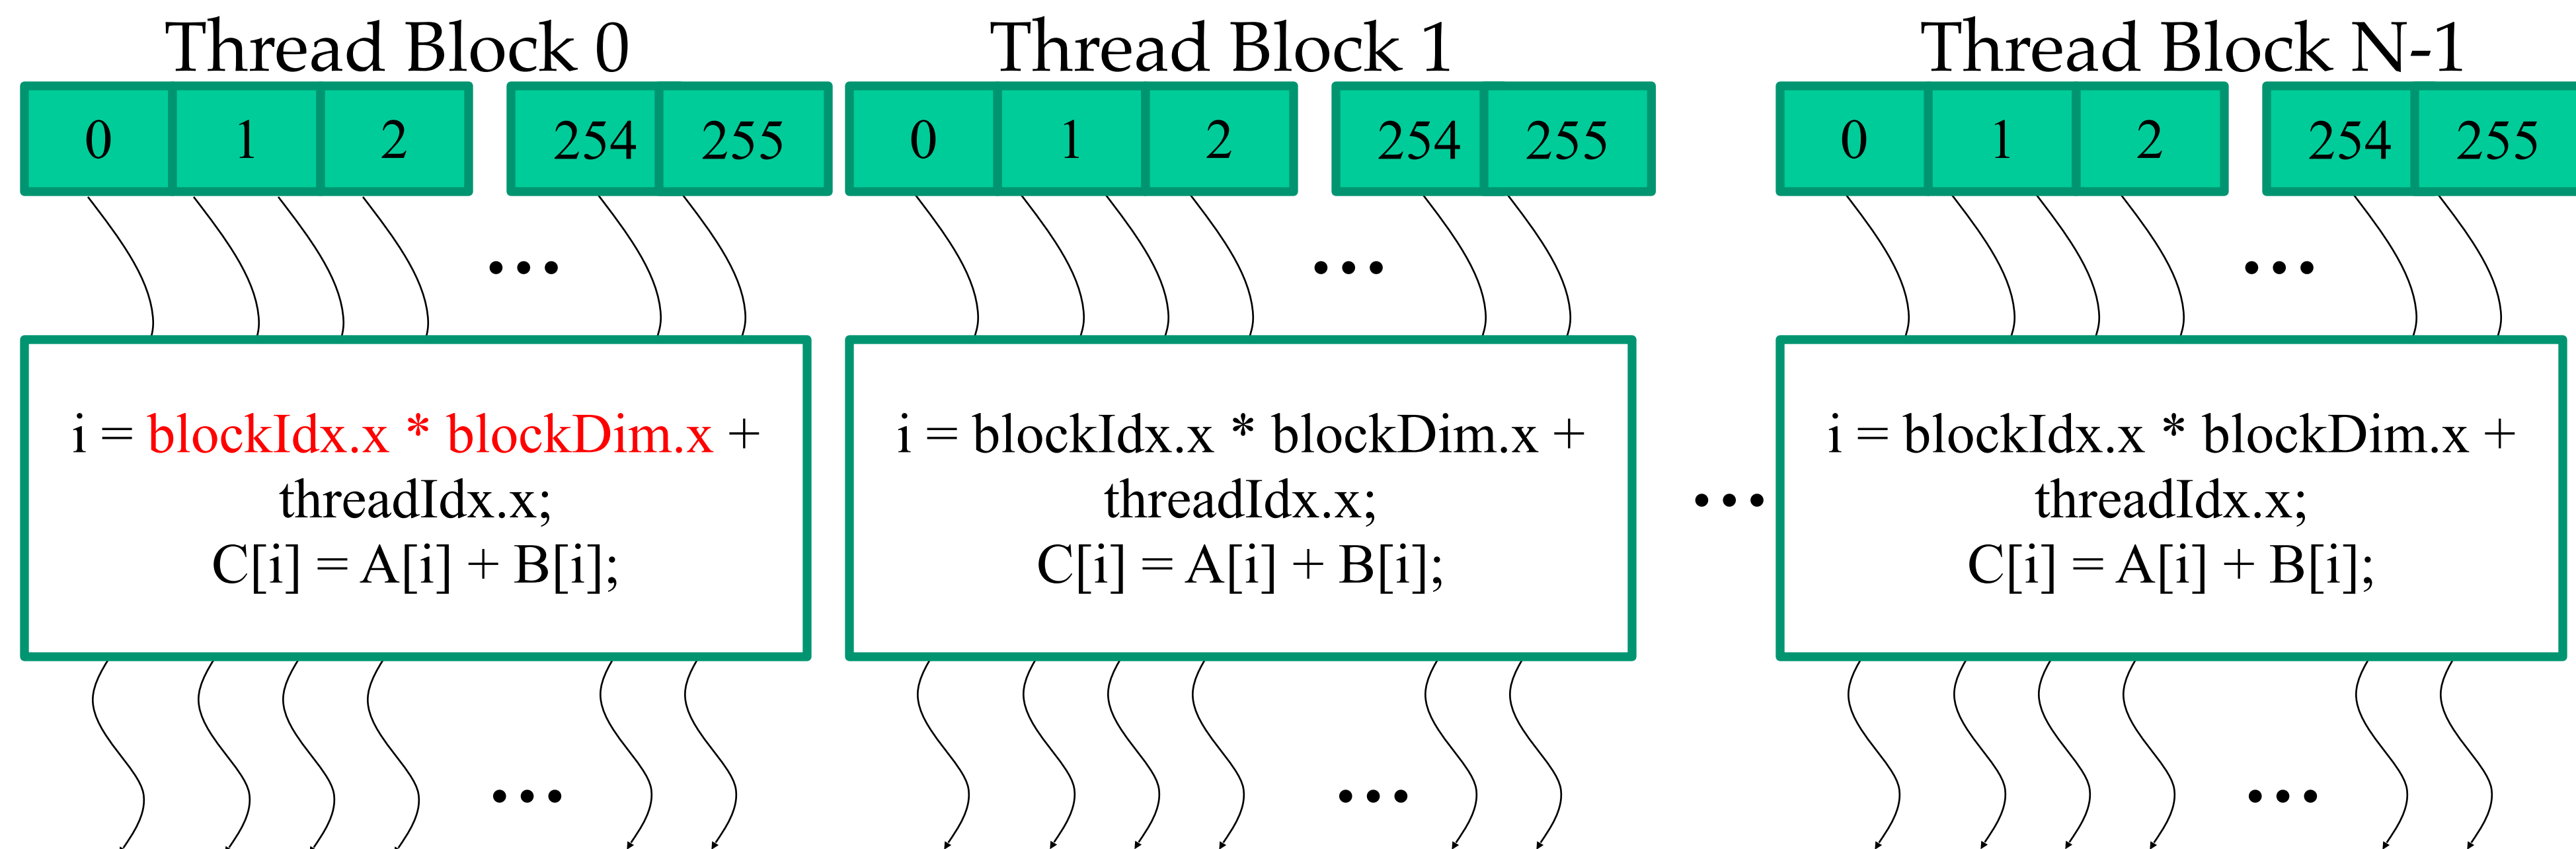 Thread Block 0
0 1 2 254 255
...
i = blockIdx.x * blockDim.x +
threadIdx.x;
C[i] = A[i] + B[i];
...
Thread Block 1
0 1 2 254 255
...
i = blockIdx.x * blockDim.x +
threadIdx.x;
C[i] = A[i] + B[i];
...
...
Thread Block N-1
0 1 2 254 255
...
i = blockIdx.x * blockDim.x +
threadIdx.x;
C[i] = A[i] + B[i];
...